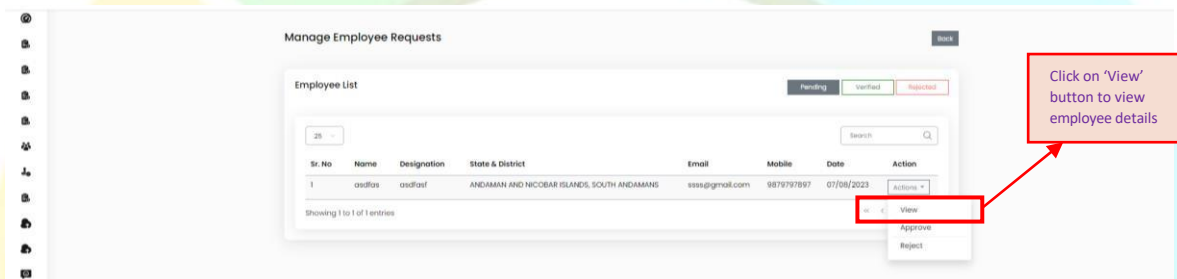 Manage Employee Requests
Back
Employee List
Pending Verified Rejected
25
Search
Sr. No Name Designation State & District Email Mobile Date Action
1 asdfas asdfasf ANDAMAN AND NICOBAR ISLANDS, SOUTH ANDAMANS ssss@gmail.com 9879797897 07/08/2023 Actions
Showing 1 to 1 of 1 entries
« ‹
View
Approve
Reject
Click on ‘View’
button to view
employee details